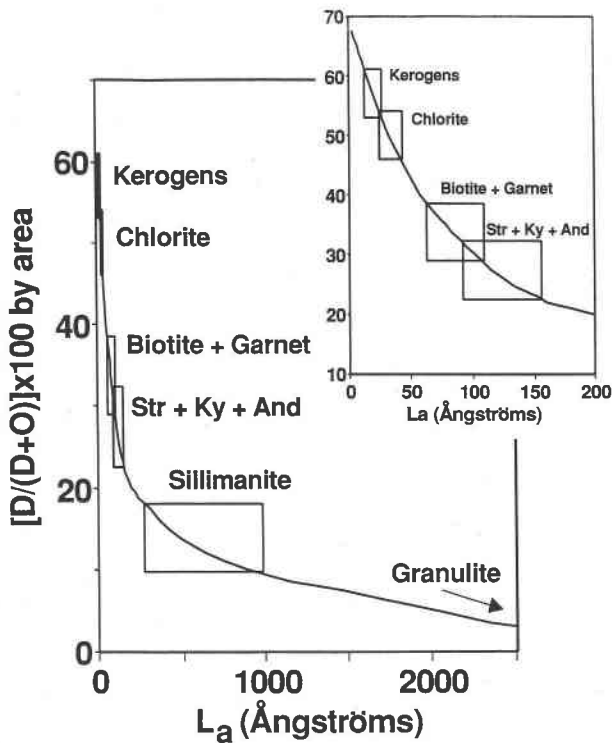 70
60
50
40
30
20
10
0
50
100
150
200
La (Ångströms)
Kerogens
Chlorite
Biotite + Garnet
Str + Ky + And
60
40
20
0
[D/(D+O)]x100 by area
Kerogens
Chlorite
Biotite + Garnet
Str + Ky + And
Sillimanite
Granulite
0
1000
2000
La (Ångströms)